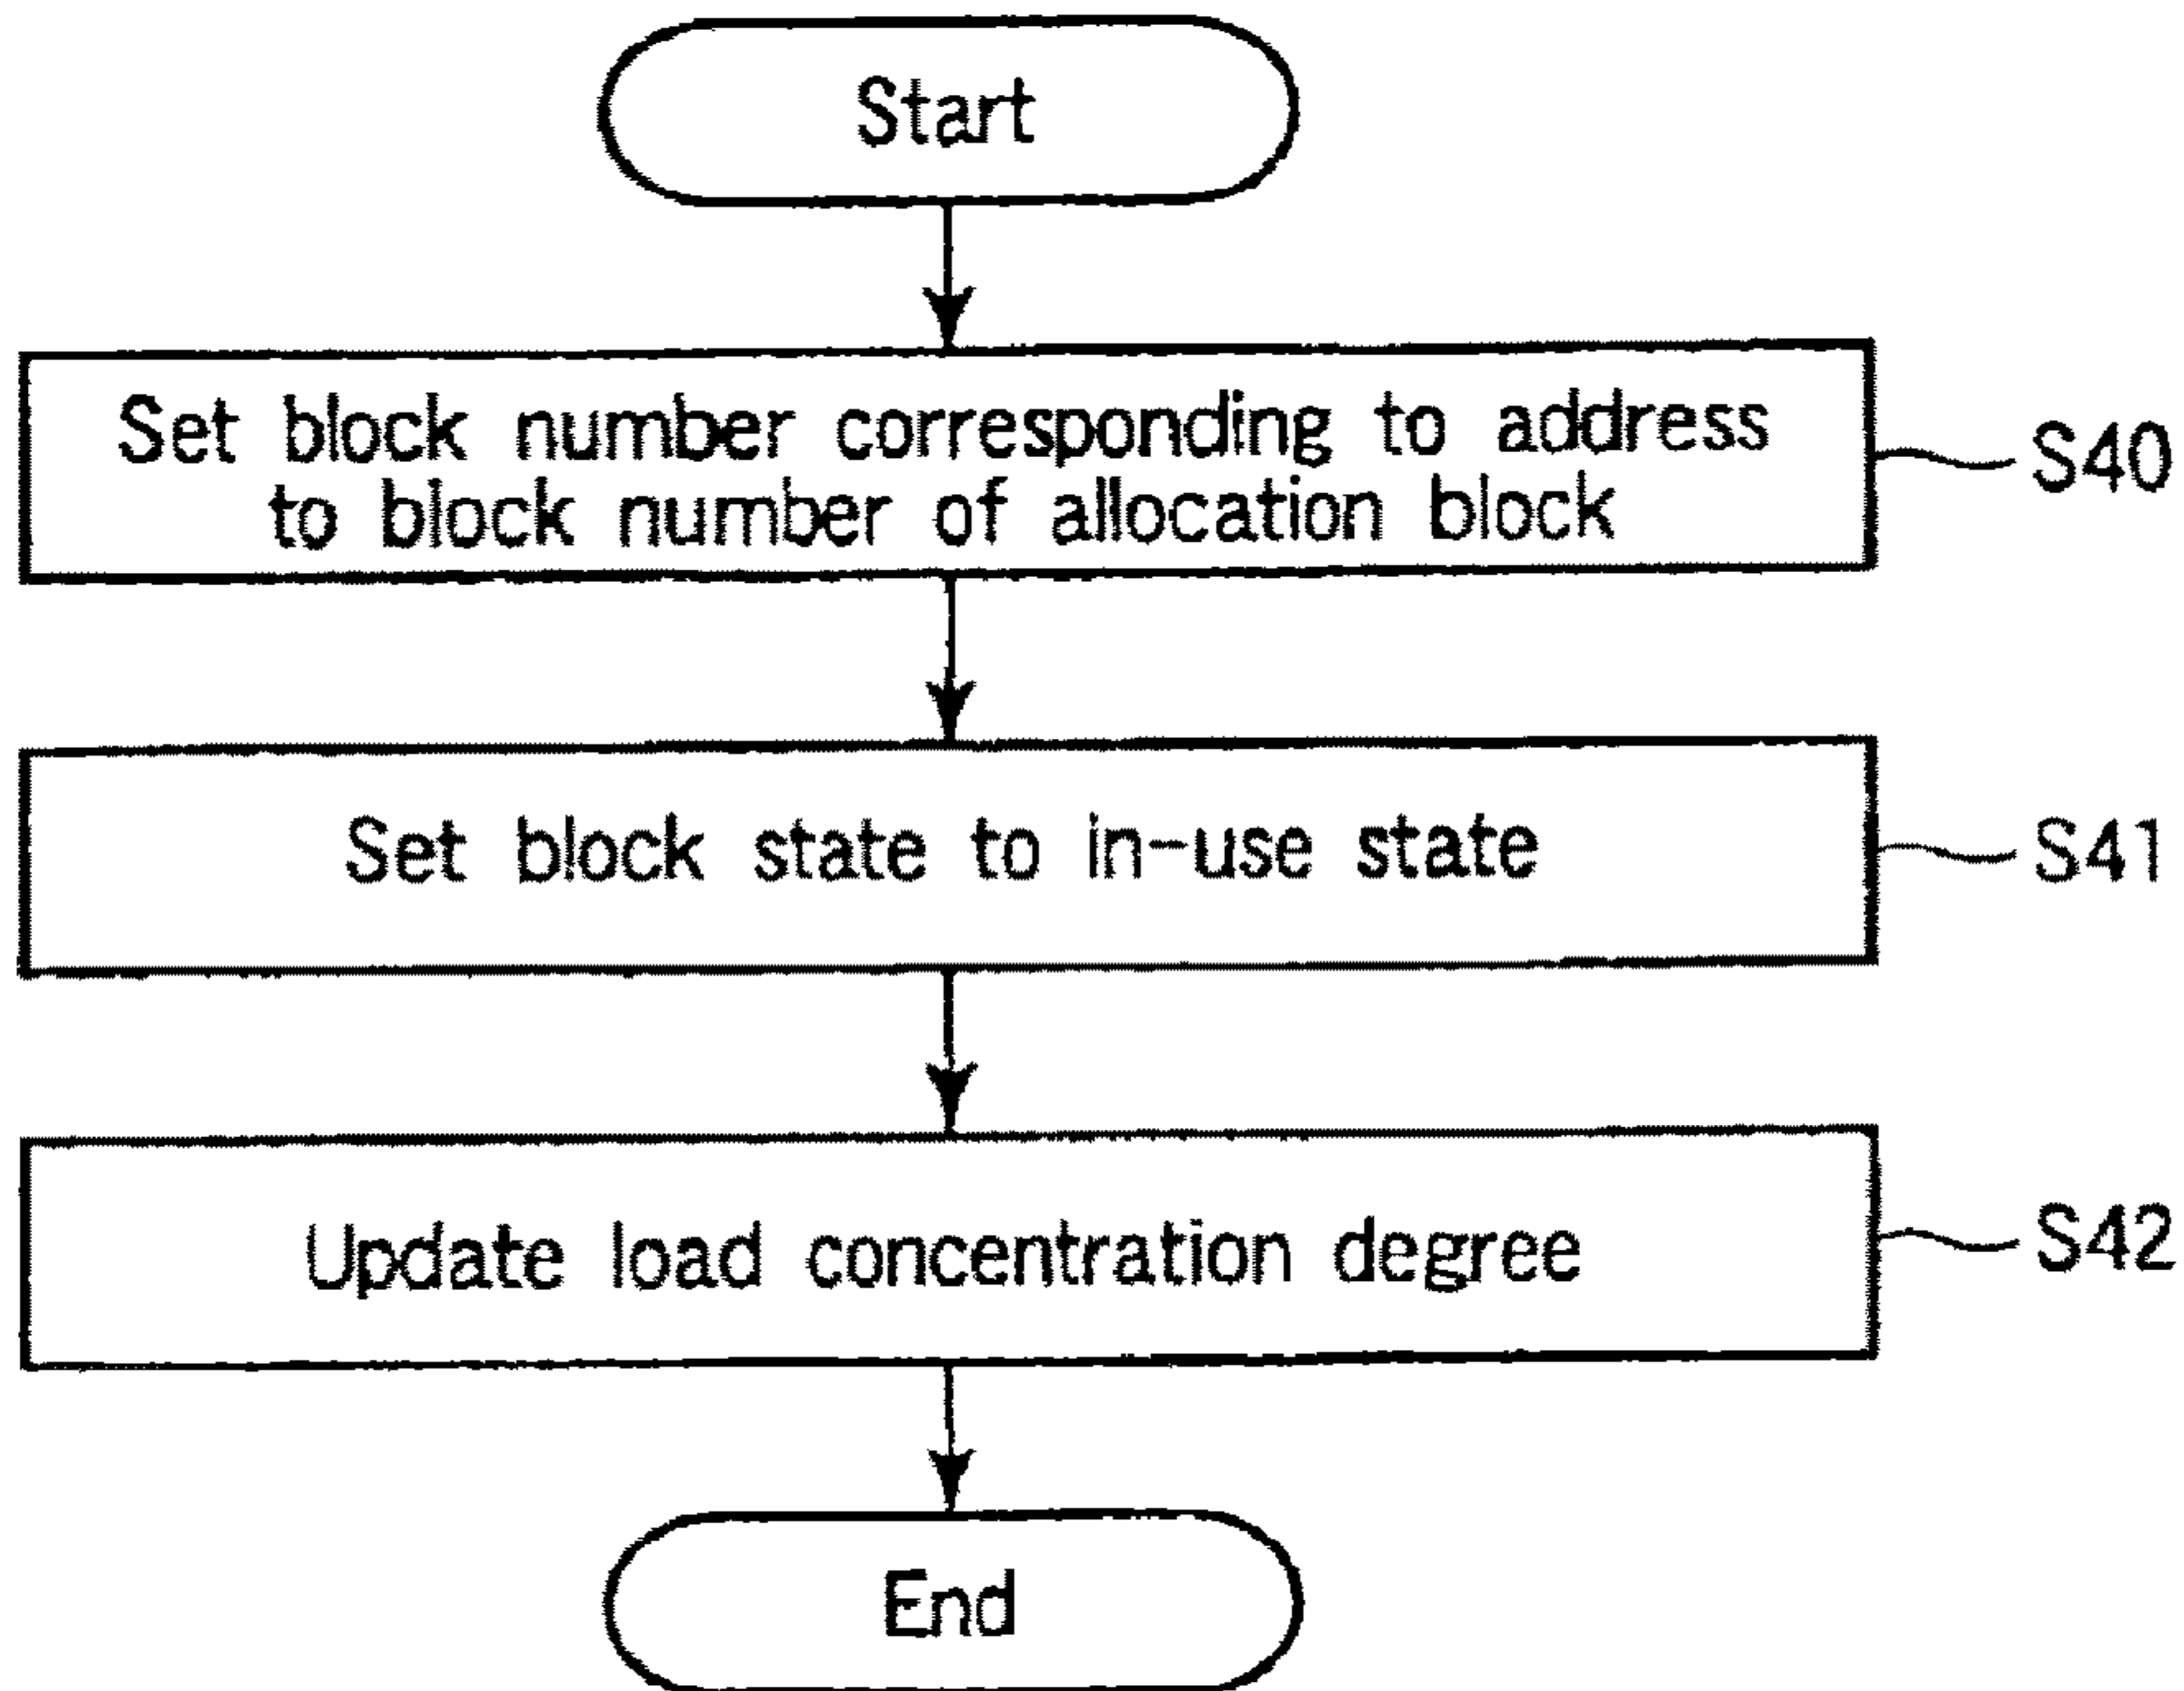 Start
Set block number corresponding to address
to block number of allocation block
S40
Set block state to in-use state
S41
Update load concentration degree
S42
End